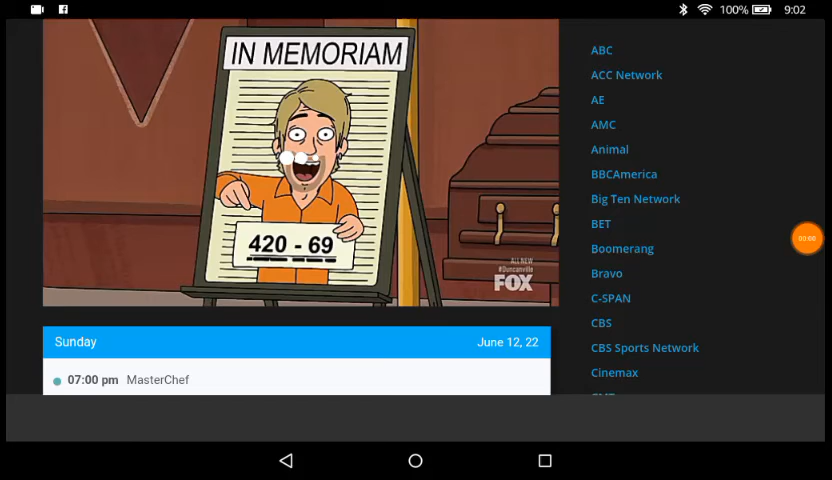 100%
9:02
IN MEMORIAM
420 - 69
ALL NEW
#Duncanville
FOX
Sunday
June 12, 22
07:00 pm MasterChef
ABC
ACC Network
AE
AMC
Animal
BBCAmerica
Big Ten Network
BET
Boomerang
Bravo
C-SPAN
CBS
CBS Sports Network
Cinemax
00:00